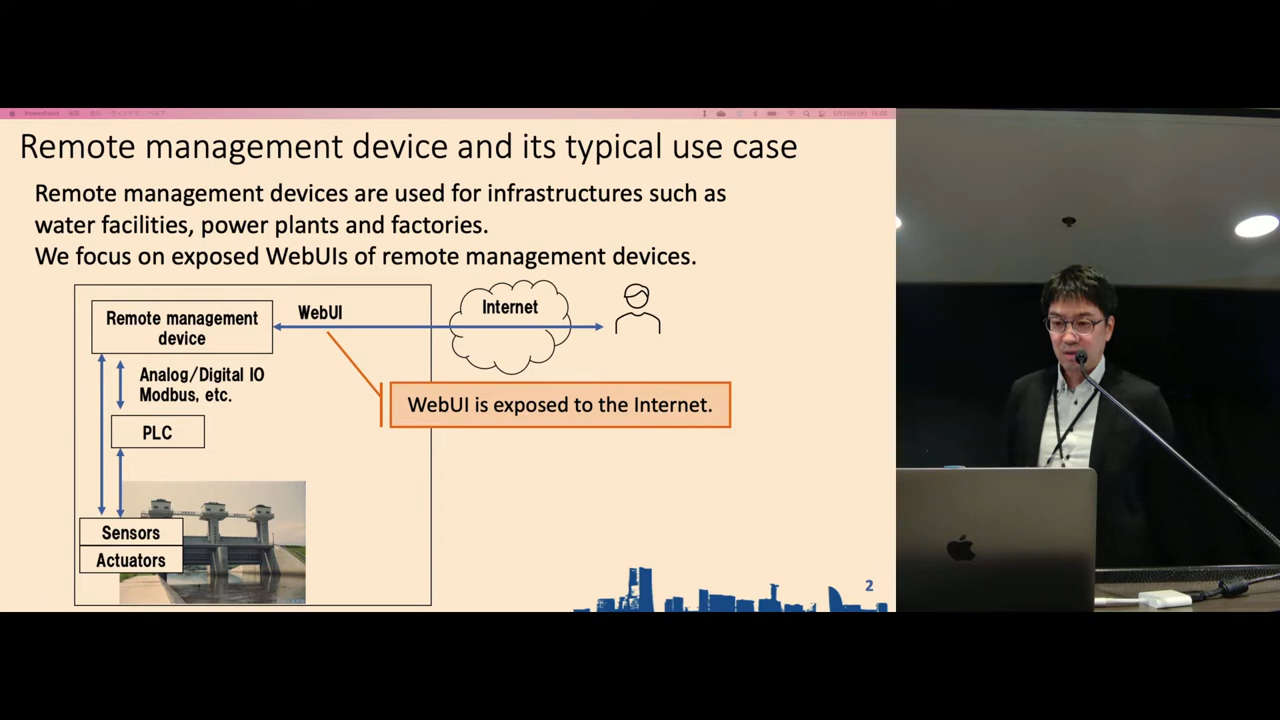 Remote management device and its typical use case
Remote management devices are used for infrastructures such as
water facilities, power plants and factories.
We focus on exposed WebUIs of remote management devices.
Remote management
device
WebUI
Internet
Analog/Digital IO
Modbus, etc.
WebUI is exposed to the Internet.
PLC
Sensors
Actuators
2